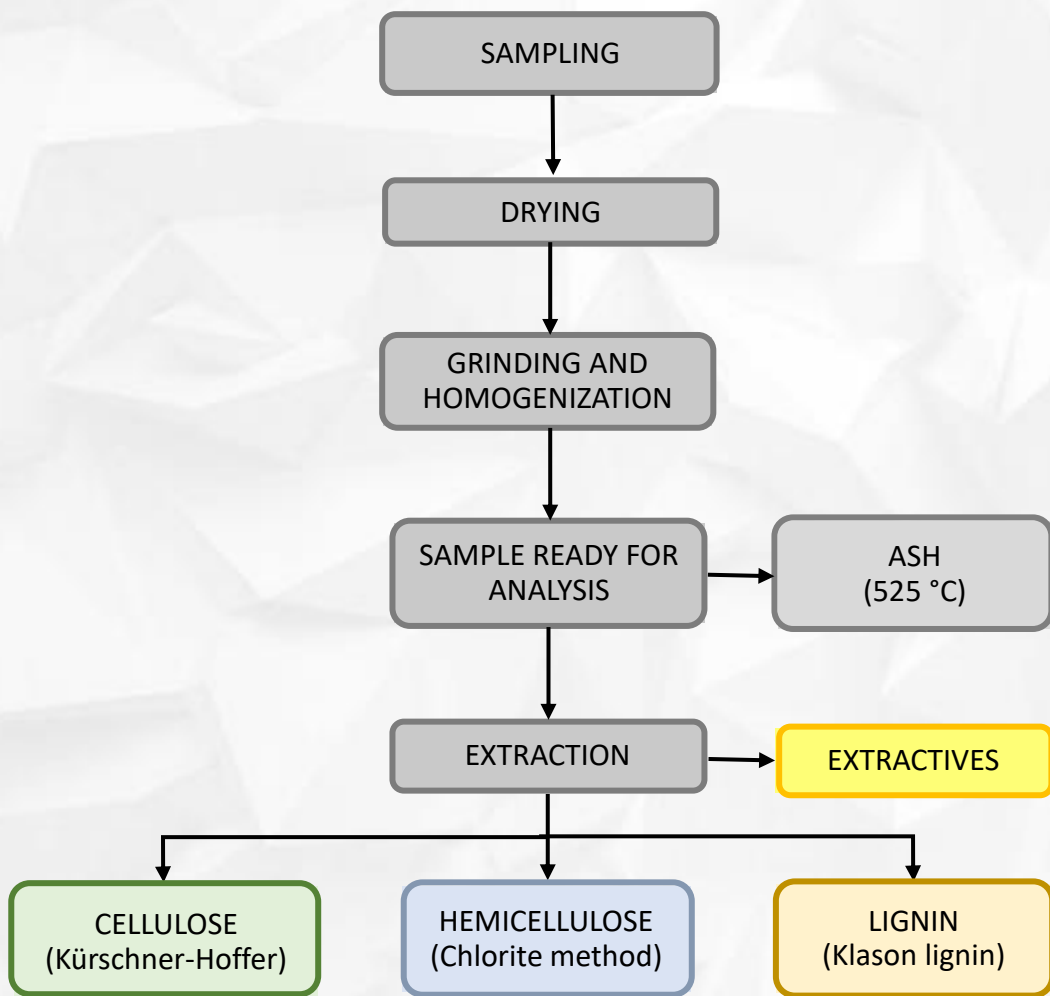 SAMPLING
DRYING
GRINDING AND
HOMOGENIZATION
SAMPLE READY FOR
ANALYSIS
ASH
(525 °C)
EXTRACTION
EXTRACTIVES
CELLULOSE
(Kürschner-Hoffer)
HEMICELLULOSE
(Chlorite method)
LIGNIN
(Klason lignin)